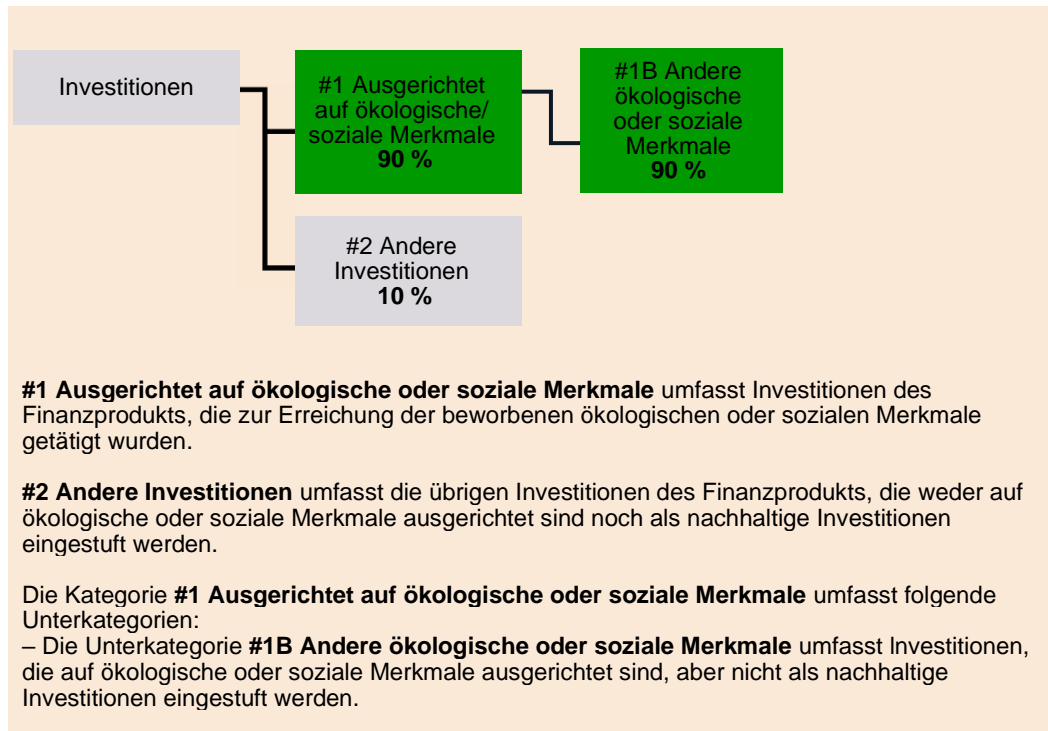 Investitionen
#1 Ausgerichtet
auf ökologische/
soziale Merkmale
90 %
#1B Andere
ökologische
oder soziale
Merkmale
90 %
#2 Andere
Investitionen
10 %
#1 Ausgerichtet auf ökologische oder soziale Merkmale umfasst Investitionen des
Finanzprodukts, die zur Erreichung der beworbenen ökologischen oder sozialen Merkmale
getätigt wurden.
#2 Andere Investitionen umfasst die übrigen Investitionen des Finanzprodukts, die weder auf
ökologische oder soziale Merkmale ausgerichtet sind noch als nachhaltige Investitionen
eingestuft werden.
Die Kategorie #1 Ausgerichtet auf ökologische oder soziale Merkmale umfasst folgende
Unterkategorien:
– Die Unterkategorie #1B Andere ökologische oder soziale Merkmale umfasst Investitionen,
die auf ökologische oder soziale Merkmale ausgerichtet sind, aber nicht als nachhaltige
Investitionen eingestuft werden.